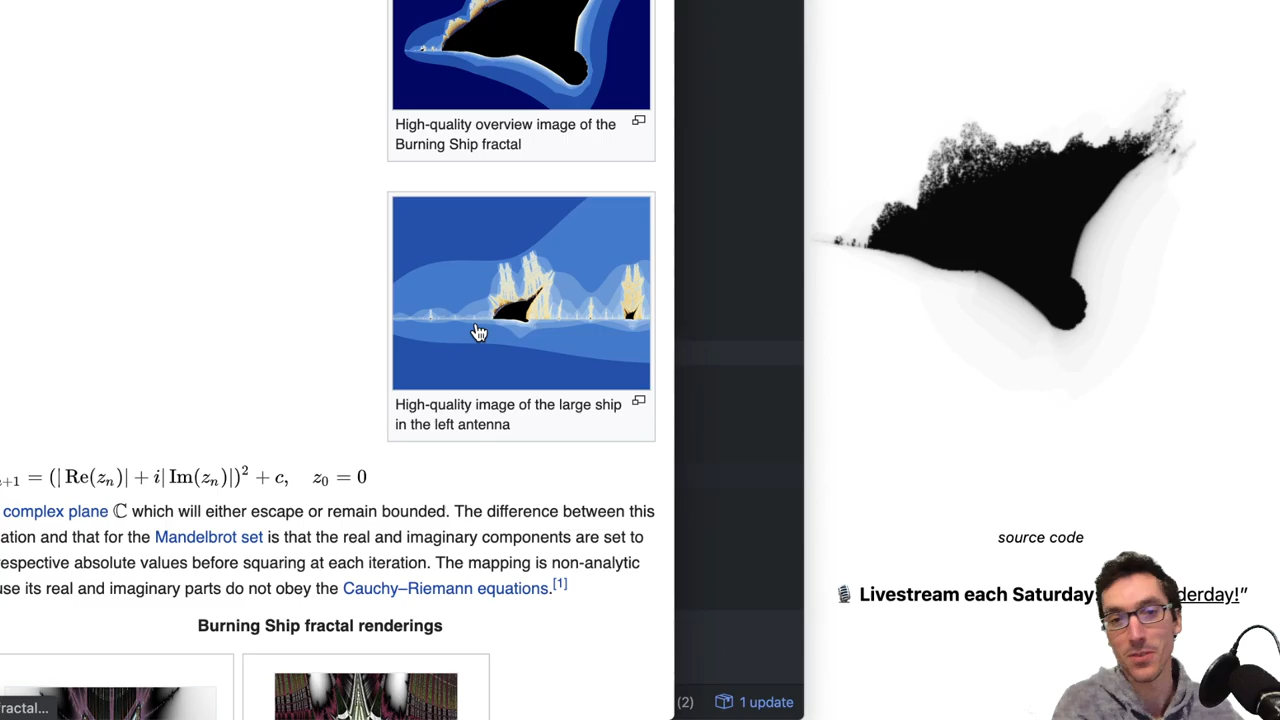 High-quality overview image of the
Burning Ship fractal
High-quality image of the large ship
in the left antenna
n+1 = (|Re(zn)| + i|Im(zn)|)² + c, z0 = 0
complex plane ℂ which will either escape or remain bounded. The difference between this
ation and that for the Mandelbrot set is that the real and imaginary components are set to
espective absolute values before squaring at each iteration. The mapping is non-analytic
use its real and imaginary parts do not obey the Cauchy–Riemann equations.[1]
Burning Ship fractal renderings
ractal...
(2) 1 update
source code
🎙️ Livestream each Saturday
derday!”